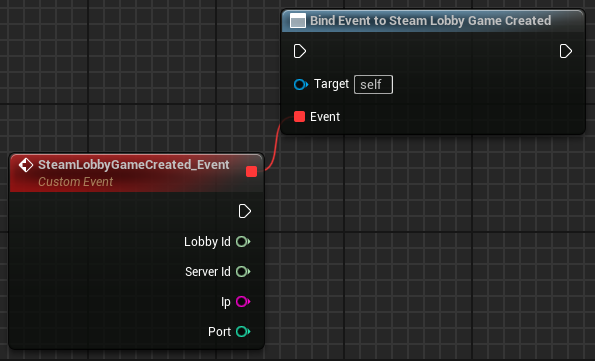 Bind Event to Steam Lobby Game Created
Target self
Event
SteamLobbyGameCreated_Event
Custom Event
Lobby Id
Server Id
Ip
Port